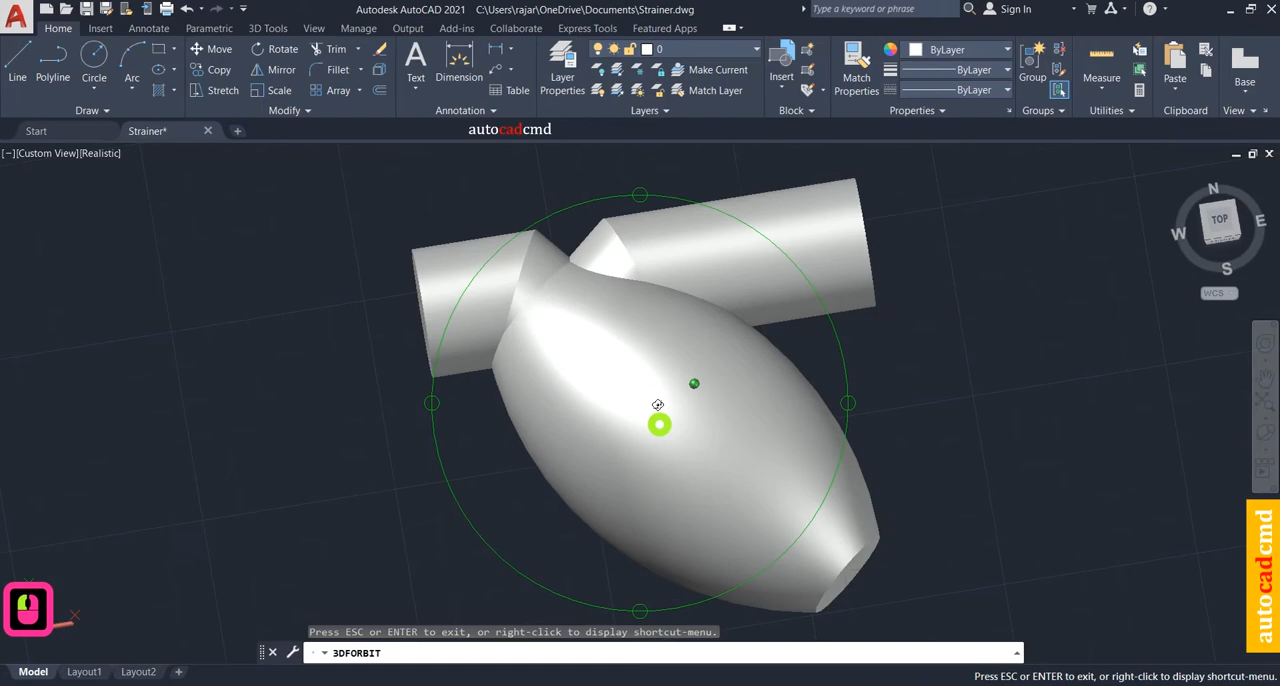 Autodesk AutoCAD 2021 C:\Users\rajar\OneDrive\Documents\Strainer.dwg
Type a keyword or phrase
Sign In
Home Insert Annotate Parametric 3D Tools View Manage Output Add-ins Collaborate Express Tools Featured Apps
Line
Polyline
Circle
Arc
Draw
Move
Rotate
Trim
Copy
Mirror
Fillet
Stretch
Scale
Array
Modify
Text
Dimension
Table
Annotation
Layer
Properties
0
Make Current
Match Layer
Layers
Insert
Block
Match
Properties
ByLayer
ByLayer
ByLayer
Properties
Group
Groups
Measure
Utilities
Paste
Clipboard
Base
View
Start
Strainer*
autocadcmd
[−][Custom View][Realistic]
N
W
TOP
E
S
WCS
autocadcmd
Press ESC or ENTER to exit, or right-click to display shortcut-menu.
3DFORBIT
Model Layout1 Layout2
Press ESC or ENTER to exit, or right-click to display shortcut-menu.